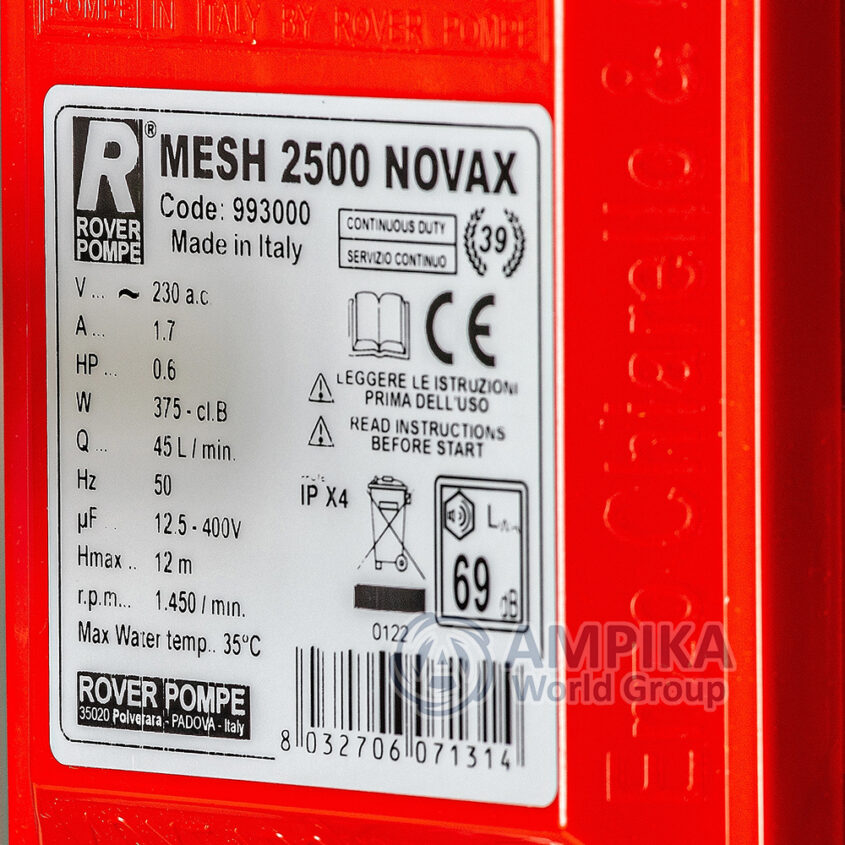 POMPE IN ITALY BY ROVER POMPE
R ®
ROVER
POMPE
MESH 2500 NOVAX
Code: 993000
Made in Italy
CONTINUOUS DUTY
SERVIZIO CONTINUO
39
V ... ~ 230 a.c.
A ... 1.7
HP ... 0.6
W 375 - cl.B
Q ... 45 L / min.
Hz 50
µF ... 12.5 - 400V
Hmax .. 12 m
r.p.m... 1.450 / min.
Max Water temp.. 35°C
CE
LEGGERE LE ISTRUZIONI
PRIMA DELL'USO
READ INSTRUCTIONS
BEFORE START
IP X4
69 dB
0122
ROVER POMPE
35020 Polverara - PADOVA - Italy
8 032706 071314
AMPIKA
World Group